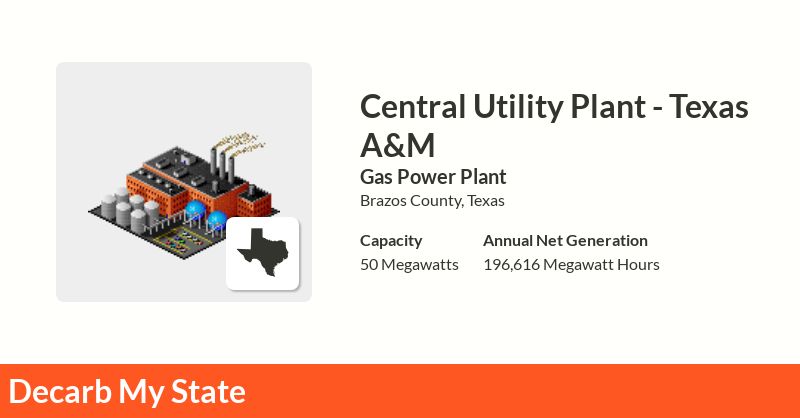 Central Utility Plant - Texas
A&M
Gas Power Plant
Brazos County, Texas
Capacity
Annual Net Generation
50 Megawatts
196,616 Megawatt Hours
Decarb My State